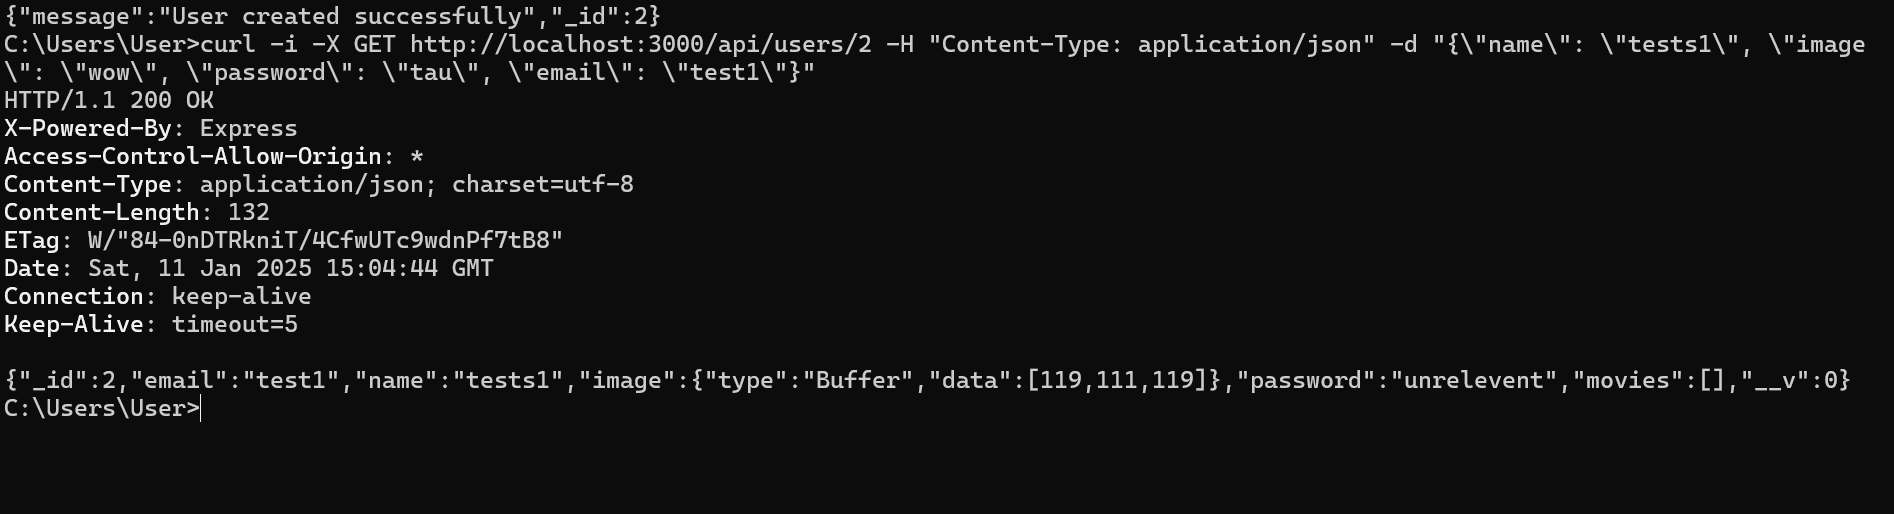 {"message":"User created successfully","_id":2}
C:\Users\User>curl -i -X GET http://localhost:3000/api/users/2 -H "Content-Type: application/json" -d "{\"name\": \"tests1\", \"image
\": \"wow\", \"password\": \"tau\", \"email\": \"test1\"}"
HTTP/1.1 200 OK
X-Powered-By: Express
Access-Control-Allow-Origin: *
Content-Type: application/json; charset=utf-8
Content-Length: 132
ETag: W/"84-0nDTRkniT/4CfwUTc9wdnPf7tB8"
Date: Sat, 11 Jan 2025 15:04:44 GMT
Connection: keep-alive
Keep-Alive: timeout=5
{"_id":2,"email":"test1","name":"tests1","image":{"type":"Buffer","data":[119,111,119]},"password":"unrelevent","movies":[],"__v":0}
C:\Users\User>